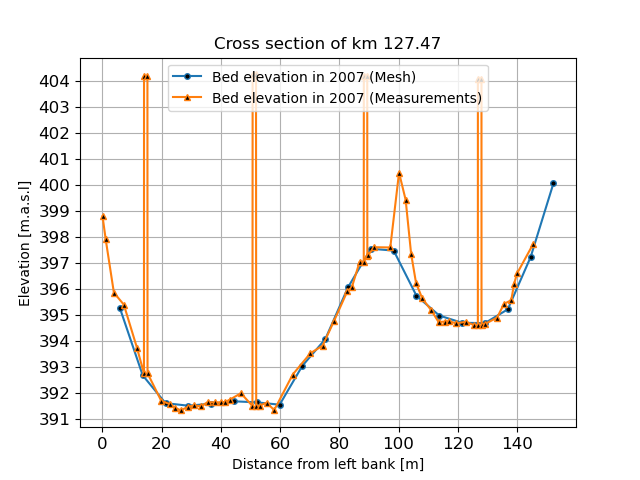 Cross section of km 127.47
Bed elevation in 2007 (Mesh)
Bed elevation in 2007 (Measurements)
Elevation [m.a.s.l]
404
403
402
401
400
399
398
397
396
395
394
393
392
391
0 20 40 60 80 100 120 140
Distance from left bank [m]